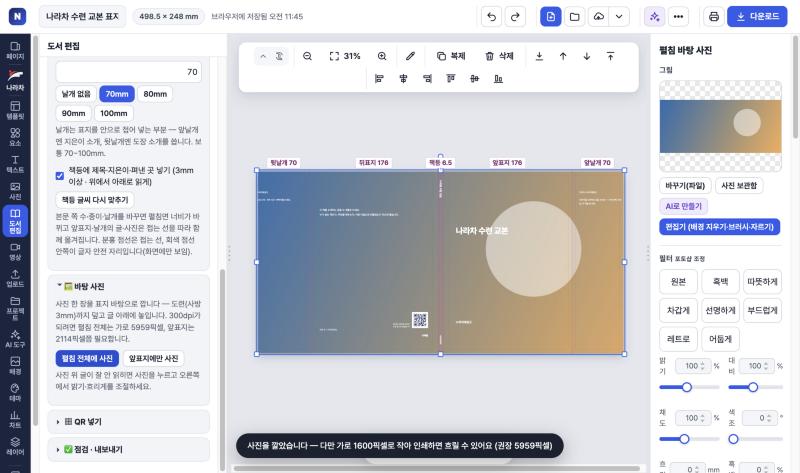 N
나라차 수련 교본 표지
498.5 × 248 mm
브라우저에 저장됨 오전 11:45
다운로드
페이지
나라차
템플릿
요소
텍스트
사진
도서
편집
영상
업로드
프로젝
트
AI 도구
배경
테마
차트
레이어
도서 편집
70
날개 없음
70mm
80mm
90mm
100mm
날개는 표지를 안으로 접어 넣는 부분 — 앞날개
엔 지은이 소개, 뒷날개엔 도장 소개를 씁니다. 보
통 70~100mm.
책등에 제목·지은이·펴낸 곳 넣기 (3mm
이상 · 위에서 아래로 읽게)
책등 글씨 다시 맞추기
본문 쪽 수·종이·날개를 바꾸면 펼침면 너비가 바
뀌고 앞표지·날개의 글·사진은 접는 선을 따라 함
께 옮겨집니다. 분홍 점선은 접는 선, 회색 점선
안쪽이 글자 안전 자리입니다(화면에만 보임).
바탕 사진
사진 한 장을 표지 바탕으로 깝니다 — 도련(사방
3mm)까지 덮고 글 아래에 놓입니다. 300dpi가
되려면 펼침 전체는 가로 5959픽셀, 앞표지는
2114픽셀을 필요합니다.
펼침 전체에 사진
앞표지에만 사진
사진 위 글이 잘 안 읽히면 사진을 누르고 오른쪽
에서 밝기·흐리게를 조절하세요.
QR 넣기
점검 · 내보내기
31%
복제
삭제
뒷날개 70
뒤표지 176
책등 6.5
앞표지 176
앞날개 70
나라차 수련 교본
사진을 깔았습니다 — 다만 가로 1600픽셀로 작아 인쇄하면 흐릴 수 있어요 (권장 5959픽셀)
펼침 바탕 사진
그림
바꾸기(파일)
사진 보관함
AI로 만들기
편집기 (배경 지우기·브러시·자르기)
필터 포토샵 조정
원본
흑백
따뜻하게
차갑게
선명하게
부드럽게
레트로
어둡게
밝기 100 %
대비 100 %
채도 100 %
색조 0 °
0 mm
0 %